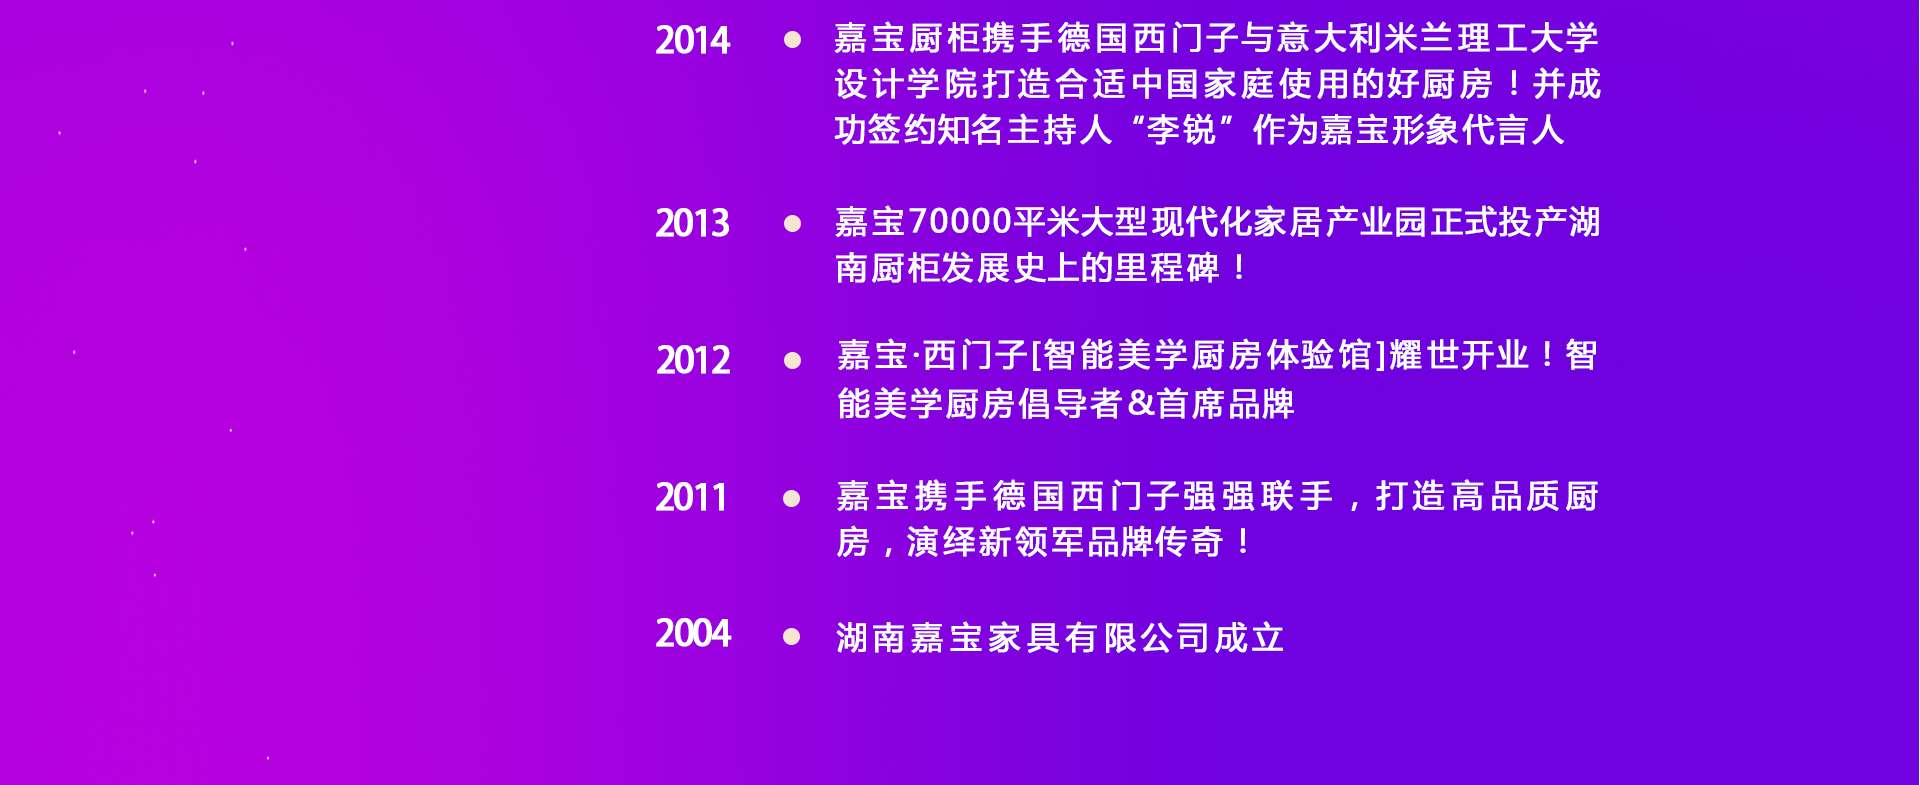 2014 嘉宝厨柜携手德国西门子与意大利米兰理工大学
设计学院打造合适中国家庭使用的好厨房！并成
功签约知名主持人“李锐”作为嘉宝形象代言人
2013 嘉宝70000平米大型现代化家居产业园正式投产湖
南厨柜发展史上的里程碑！
2012 嘉宝·西门子[智能美学厨房体验馆]耀世开业！智
能美学厨房倡导者&首席品牌
2011 嘉宝携手德国西门子强强联手，打造高品质厨
房，演绎新领军品牌传奇！
2004 湖南嘉宝家具有限公司成立